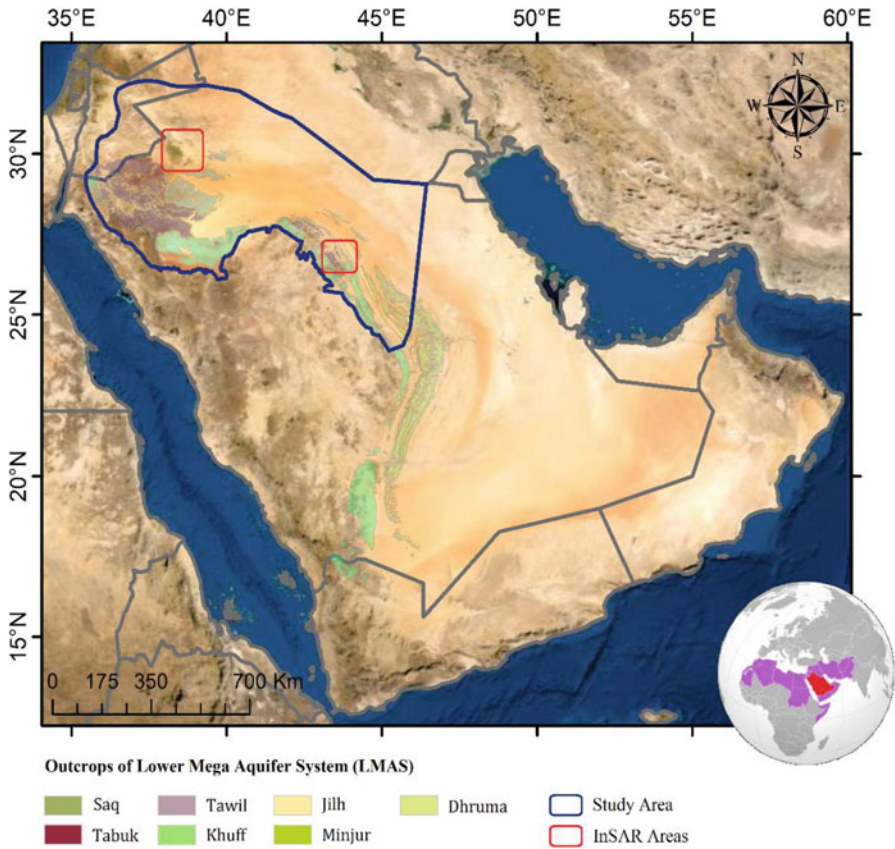 35°E 40°E 45°E 50°E 55°E 60°E
N
W E
S
30°N
25°N
20°N
15°N
0 175 350 700 Km
Outcrops of Lower Mega Aquifer System (LMAS)
Saq Tawil Jilh Dhruma Study Area
Tabuk Khuff Minjur InSAR Areas